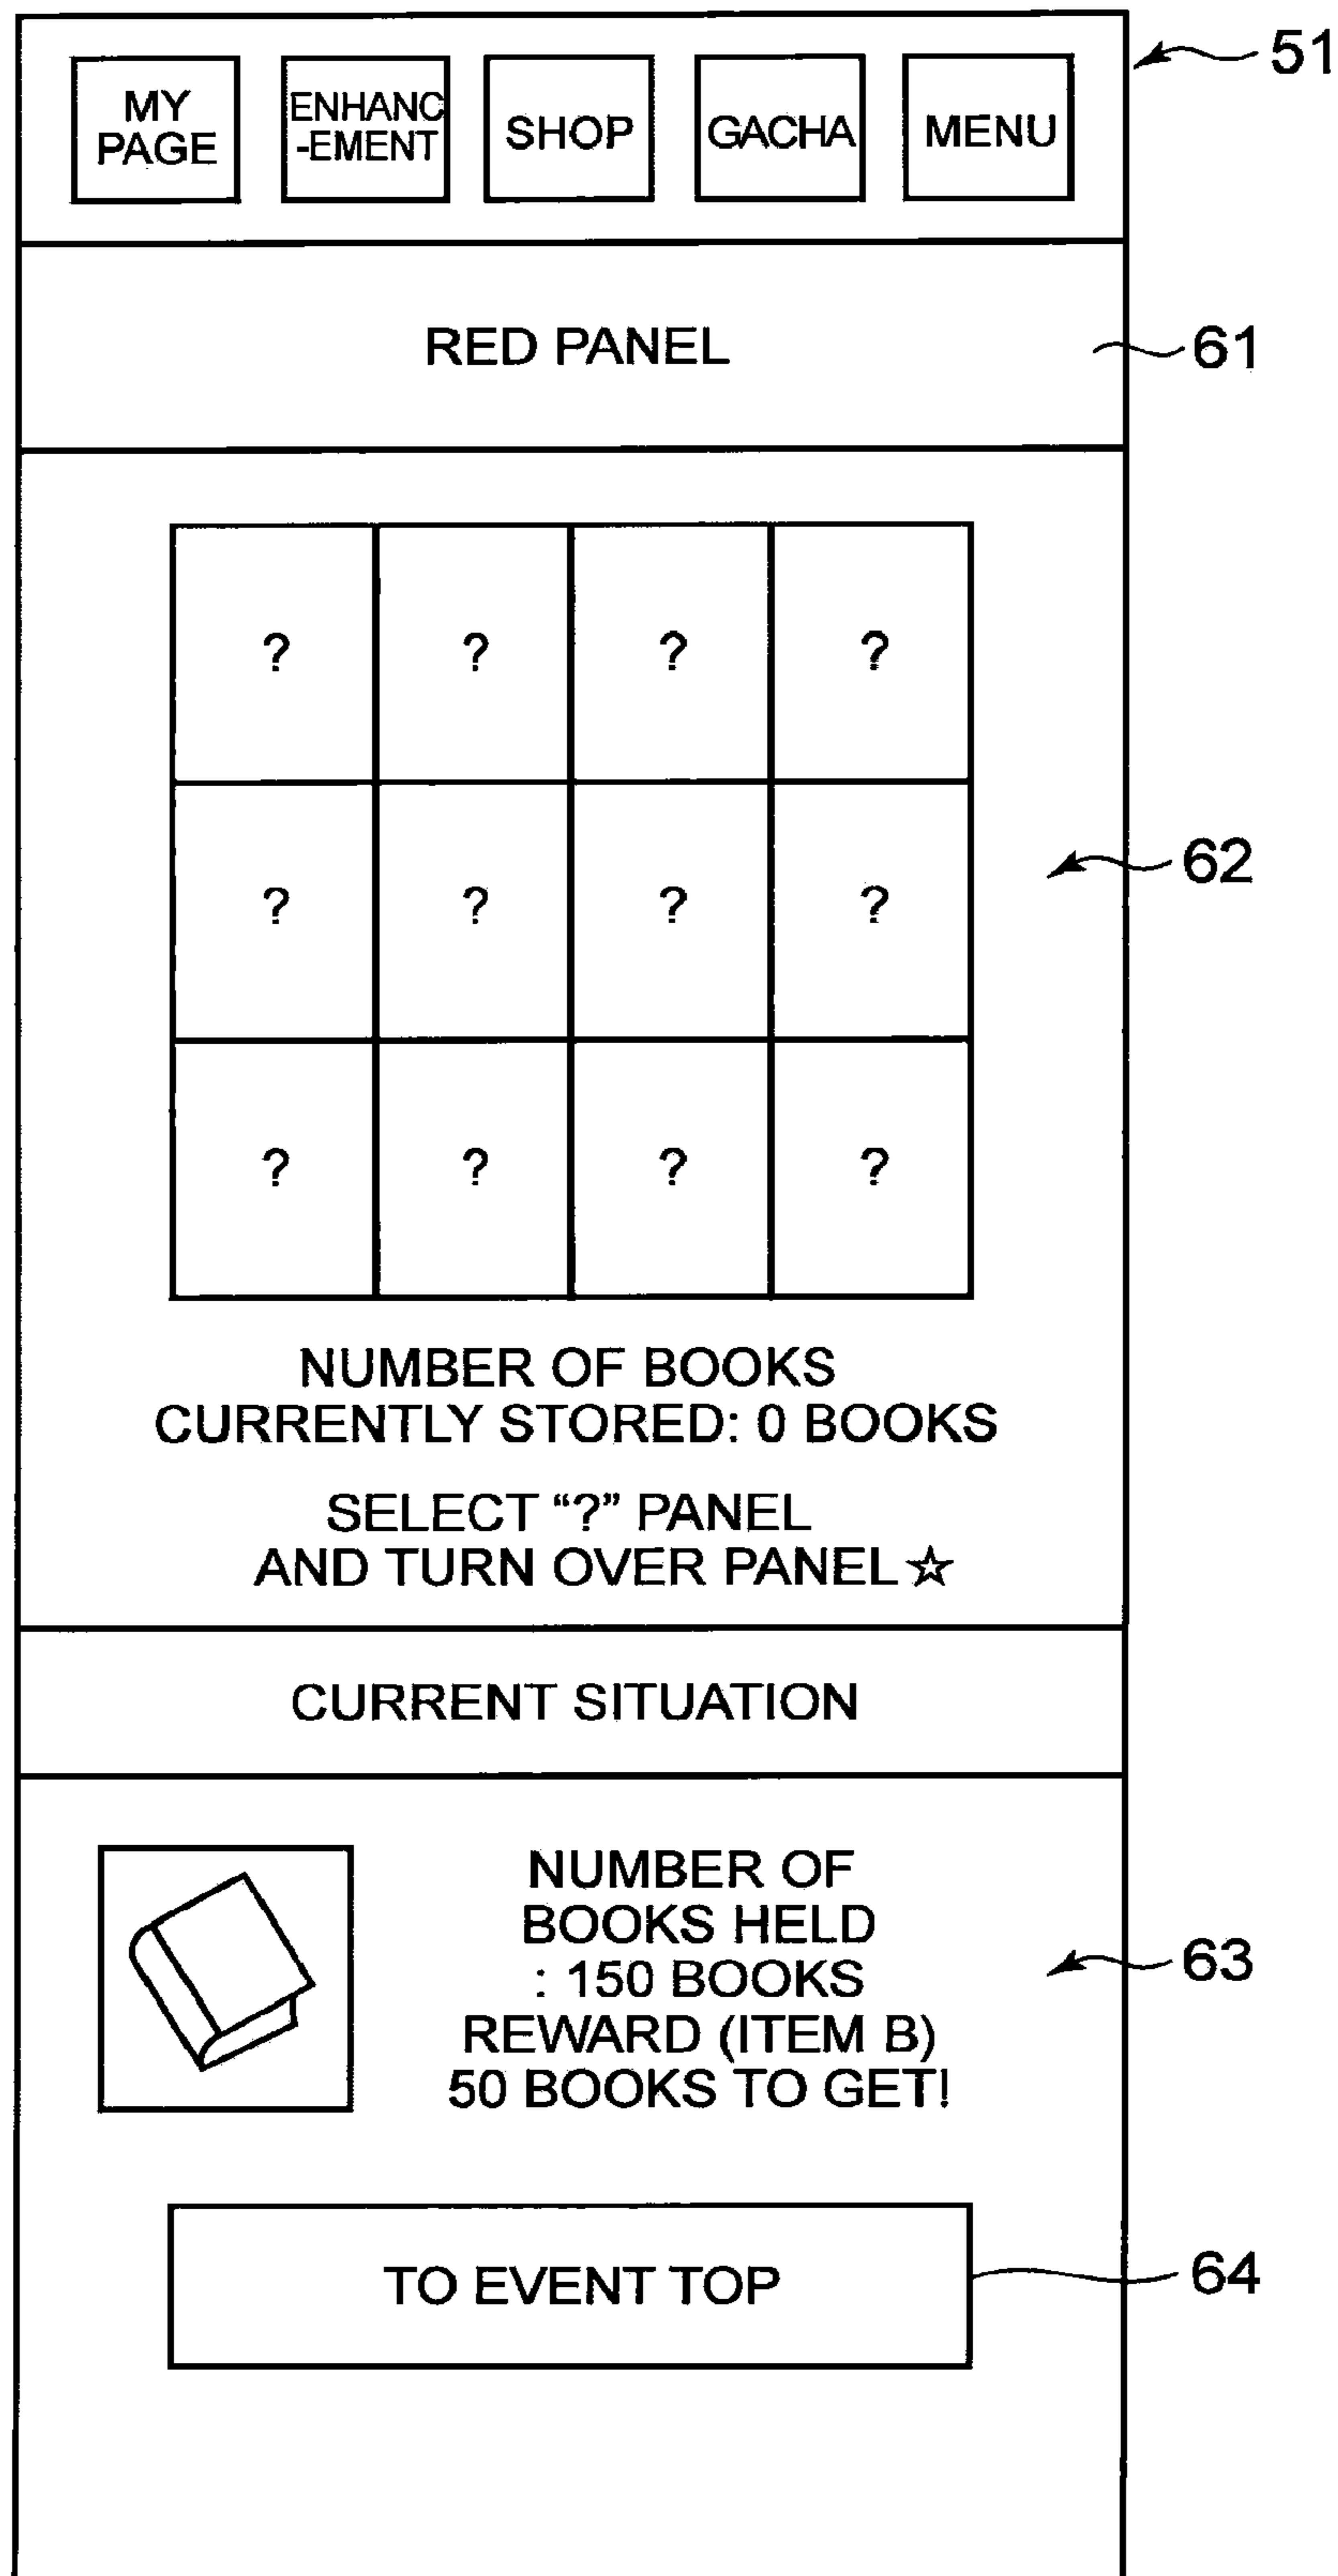 MY
PAGE
ENHANC
-EMENT
SHOP
GACHA
MENU
51
RED PANEL
61
? ? ? ?
? ? ? ?
62
? ? ? ?
NUMBER OF BOOKS
CURRENTLY STORED: 0 BOOKS
SELECT “?” PANEL
AND TURN OVER PANEL☆
CURRENT SITUATION
NUMBER OF
BOOKS HELD
: 150 BOOKS
REWARD (ITEM B)
50 BOOKS TO GET!
63
TO EVENT TOP
64